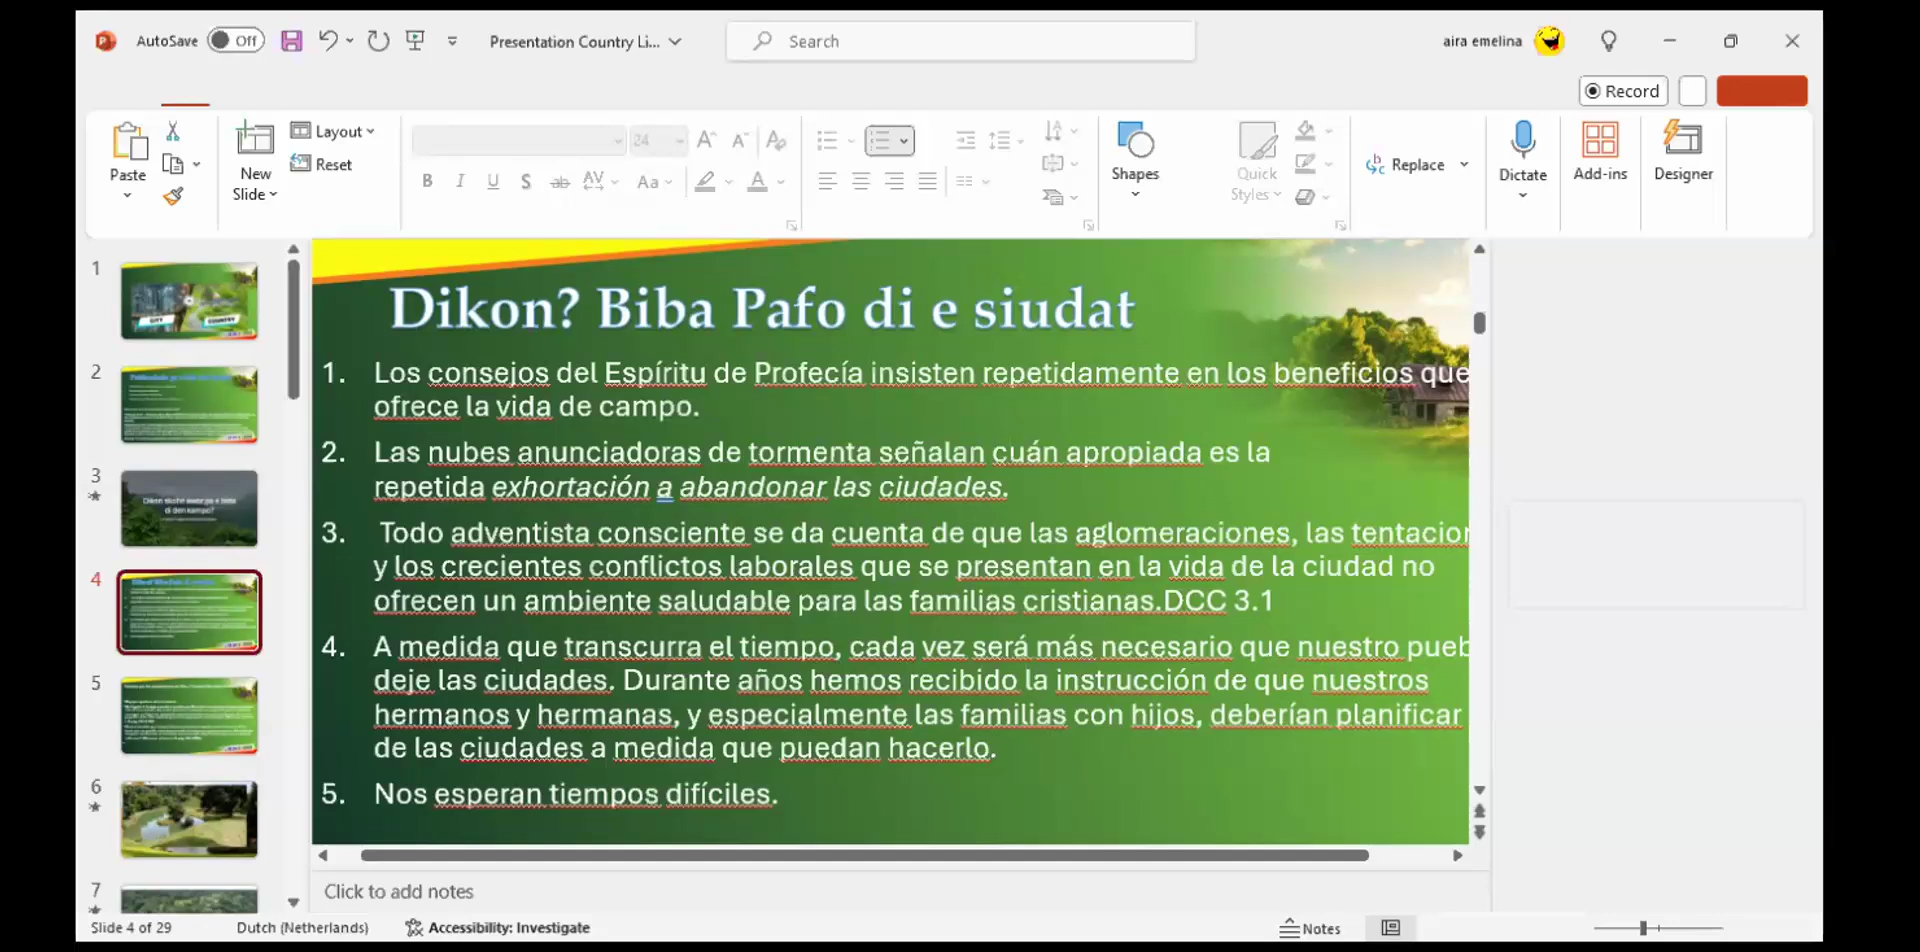 AutoSave Off Presentation Country Li... Search aira emelina
Record
Paste
New Slide
Layout
Reset
24
Shapes
Quick Styles
Replace
Dictate
Add-ins
Designer
1
2
3
4
5
6
7
Dikon? Biba Pafo di e siudat
1. Los consejos del Espíritu de Profecía insisten repetidamente en los beneficios que
ofrece la vida de campo.
2. Las nubes anunciadoras de tormenta señalan cuán apropiada es la
repetida exhortación a abandonar las ciudades.
3. Todo adventista consciente se da cuenta de que las aglomeraciones, las tentacion
y los crecientes conflictos laborales que se presentan en la vida de la ciudad no
ofrecen un ambiente saludable para las familias cristianas.DCC 3.1
4. A medida que transcurra el tiempo, cada vez será más necesario que nuestro pueb
deje las ciudades. Durante años hemos recibido la instrucción de que nuestros
hermanos y hermanas, y especialmente las familias con hijos, deberían planificar
de las ciudades a medida que puedan hacerlo.
5. Nos esperan tiempos difíciles.
Click to add notes
Slide 4 of 29 Dutch (Netherlands) Accessibility: Investigate Notes